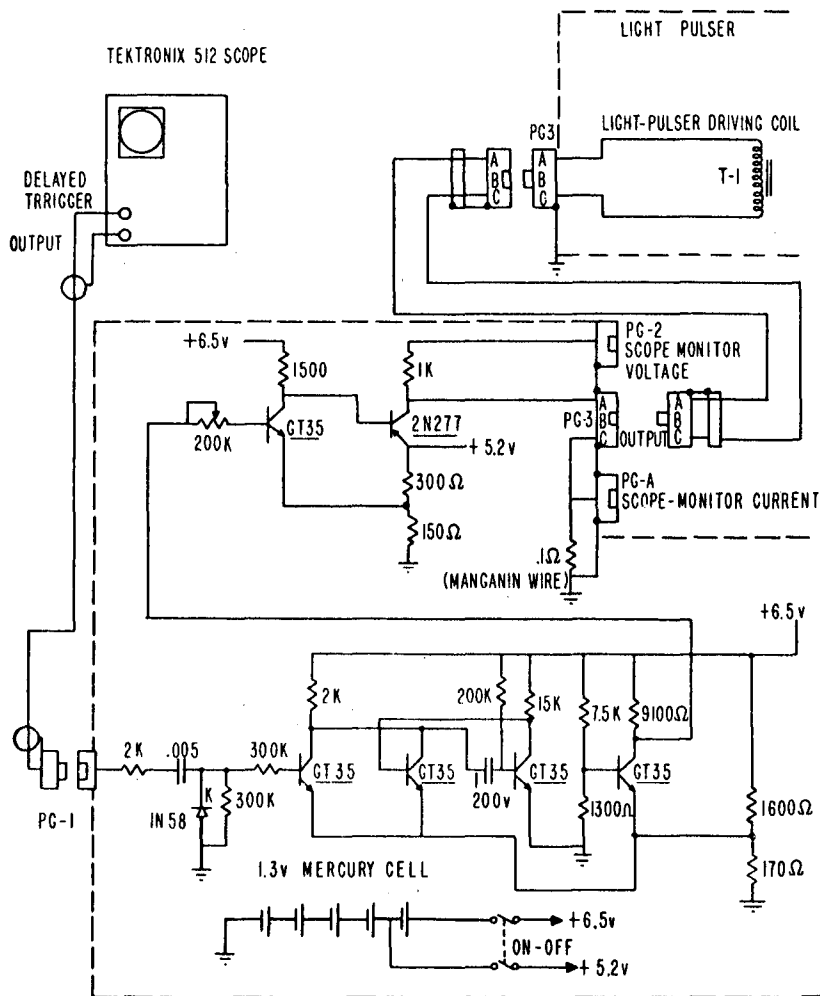 LIGHT PULSER
TEKTRONIX 512 SCOPE
PG3
LIGHT-PULSER DRIVING COIL
A
B
C
A
B
C
T-1
DELAYED
TRRIGGER
OUTPUT
+6.5v
1500
1K
PG-2
SCOPE MONITOR
VOLTAGE
200K
GT35
2N277
PG-3
A
B
C
OUTPUT
A
B
C
+5.2v
300Ω
150Ω
PG-A
SCOPE-MONITOR CURRENT
.1Ω
(MANGANIN WIRE)
+6.5v
2K
200K
15K
7.5K
9100Ω
2K
.005
300K
GT35
GT35
GT35
GT35
200v
K
300K
1300Ω
1600Ω
PG-1
IN58
170Ω
1.3v MERCURY CELL
+6.5v
ON-OFF
+5.2v